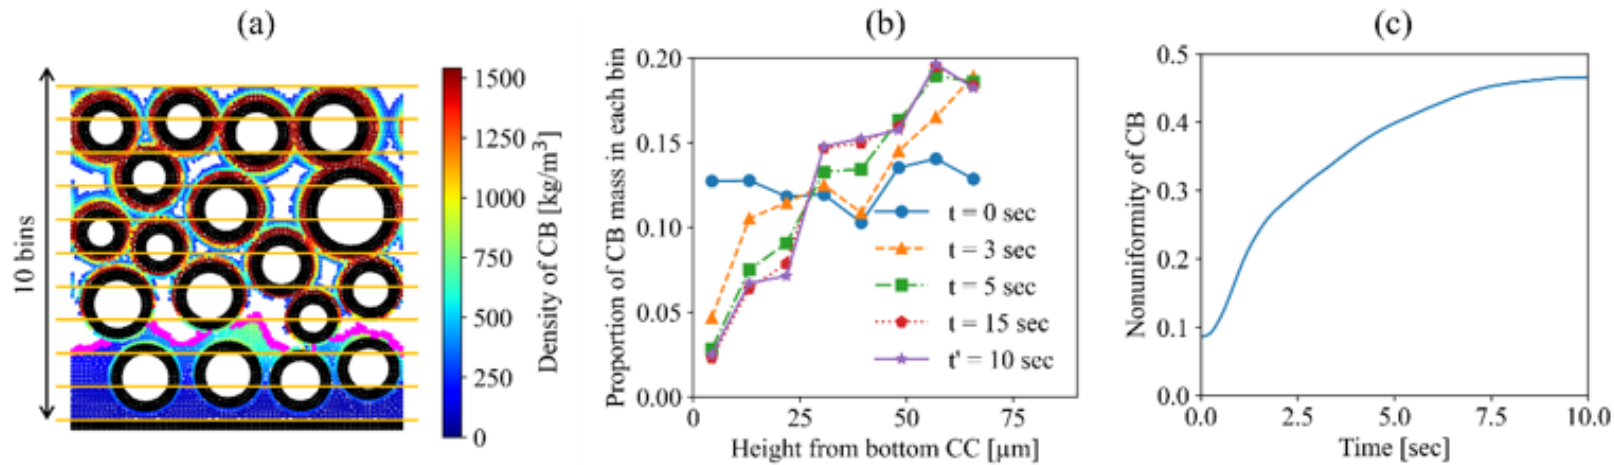 (a)
10 bins
1500
1250
1000
750
500
250
0
Density of CB [kg/m³]
(b)
Proportion of CB mass in each bin
0.20
0.15
0.10
0.05
0.00
0
25
50
75
Height from bottom CC [μm]
t = 0 sec
t = 3 sec
t = 5 sec
t = 15 sec
t' = 10 sec
(c)
Nonuniformity of CB
0.5
0.4
0.3
0.2
0.1
0.0
0.0
2.5
5.0
7.5
10.0
Time [sec]